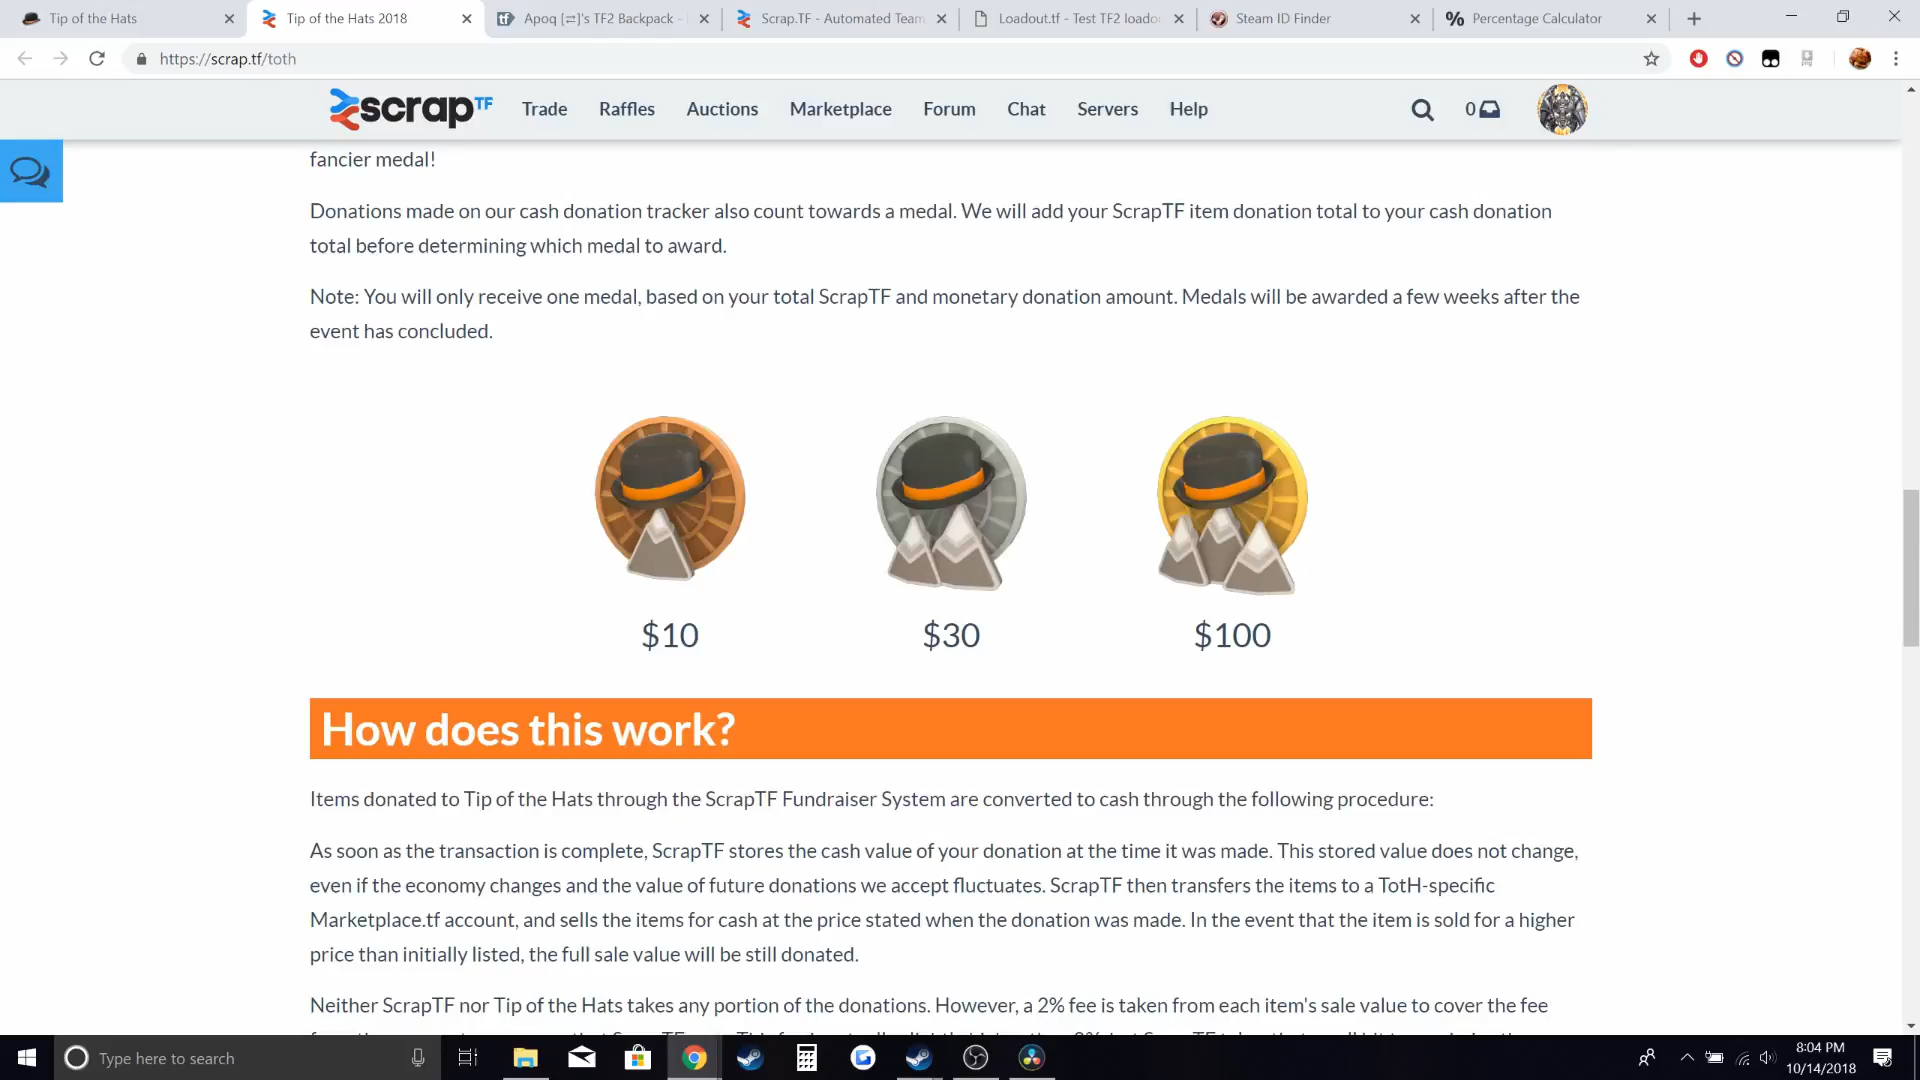 Tip of the Hats
Tip of the Hats 2018
Apoq [⇄]'s TF2 Backpack -
Scrap.TF - Automated Team
Loadout.tf - Test TF2 loado
Steam ID Finder
% Percentage Calculator
https://scrap.tf/toth
scrap TF
Trade
Raffles
Auctions
Marketplace
Forum
Chat
Servers
Help
0
fancier medal!
Donations made on our cash donation tracker also count towards a medal. We will add your ScrapTF item donation total to your cash donation
total before determining which medal to award.
Note: You will only receive one medal, based on your total ScrapTF and monetary donation amount. Medals will be awarded a few weeks after the
event has concluded.
$10
$30
$100
How does this work?
Items donated to Tip of the Hats through the ScrapTF Fundraiser System are converted to cash through the following procedure:
As soon as the transaction is complete, ScrapTF stores the cash value of your donation at the time it was made. This stored value does not change,
even if the economy changes and the value of future donations we accept fluctuates. ScrapTF then transfers the items to a TotH-specific
Marketplace.tf account, and sells the items for cash at the price stated when the donation was made. In the event that the item is sold for a higher
price than initially listed, the full sale value will be still donated.
Neither ScrapTF nor Tip of the Hats takes any portion of the donations. However, a 2% fee is taken from each item's sale value to cover the fee
Type here to search
8:04 PM
10/14/2018